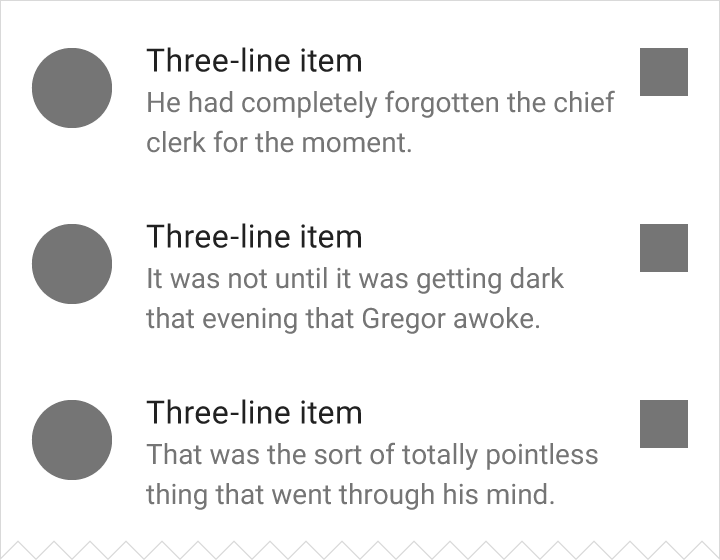 Three-line item
He had completely forgotten the chief
clerk for the moment.
Three-line item
It was not until it was getting dark
that evening that Gregor awoke.
Three-line item
That was the sort of totally pointless
thing that went through his mind.